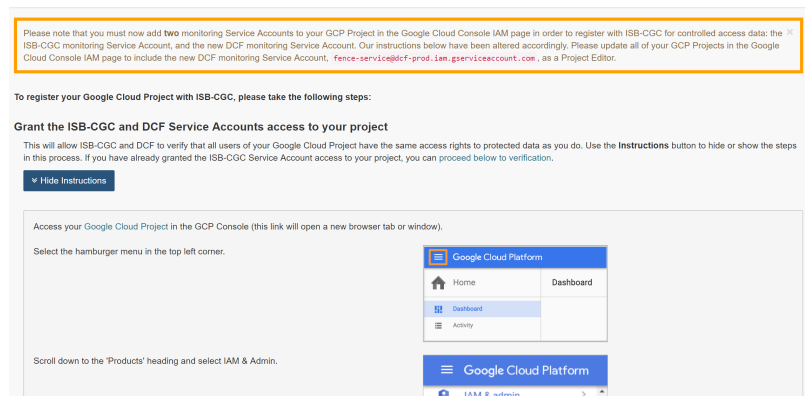 Please note that you must now add two monitoring Service Accounts to your GCP Project in the Google Cloud Console IAM page in order to register with ISB-CGC for controlled access data: the ×
ISB-CGC monitoring Service Account, and the new DCF monitoring Service Account. Our instructions below have been altered accordingly. Please update all of your GCP Projects in the Google
Cloud Console IAM page to include the new DCF monitoring Service Account, fence-service@dcf-prod.iam.gserviceaccount.com, as a Project Editor.
To register your Google Cloud Project with ISB-CGC, please take the following steps:
Grant the ISB-CGC and DCF Service Accounts access to your project
This will allow ISB-CGC and DCF to verify that all users of your Google Cloud Project have the same access rights to protected data as you do. Use the Instructions button to hide or show the steps
in this process. If you have already granted the ISB-CGC Service Account access to your project, you can proceed below to verification.
Hide Instructions
Access your Google Cloud Project in the GCP Console (this link will open a new browser tab or window).
Select the hamburger menu in the top left corner.
Google Cloud Platform
Home Dashboard
Dashboard
Activity
Scroll down to the 'Products' heading and select IAM & Admin.
Google Cloud Platform
IAM & admin